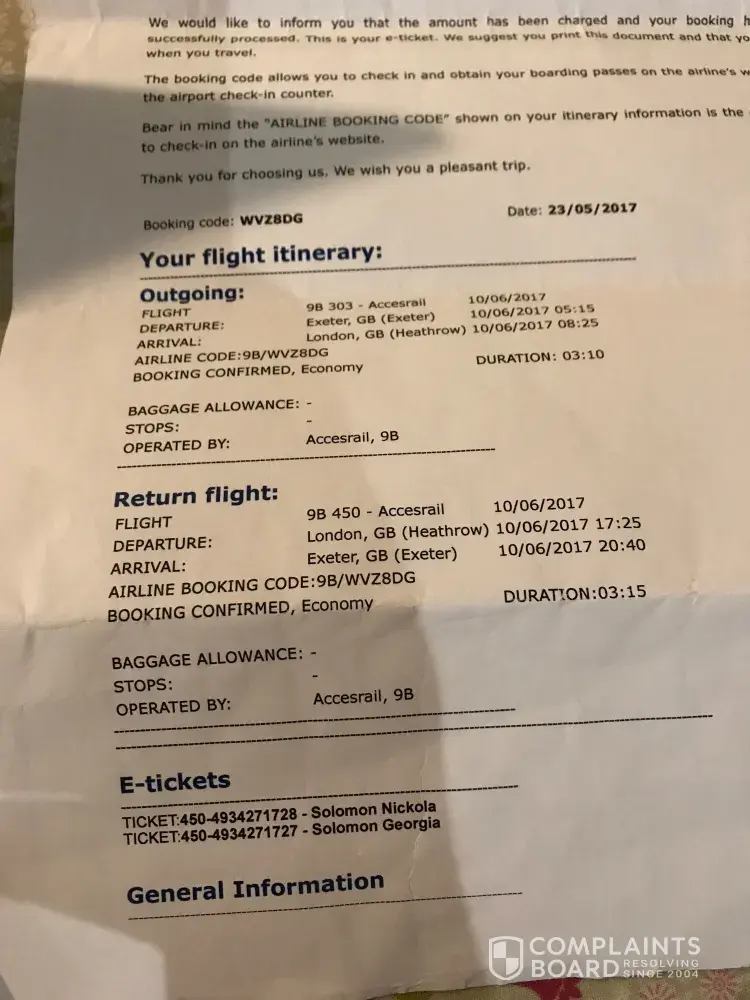 We would like to inform you that the amount has been charged and your booking
successfully processed. This is your e-ticket. We suggest you print this document and that
when you travel.
The booking code allows you to check in and obtain your boarding passes on the airline's
the airport check-in counter.
Bear in mind the "AIRLINE BOOKING CODE" shown on your itinerary information is the
to check-in on the airline's website.
Thank you for choosing us. We wish you a pleasant trip.
Booking code: WVZ8DG Date: 23/05/2017
Your flight itinerary:
Outgoing:
FLIGHT 9B 303 - Accesrail 10/06/2017
DEPARTURE: Exeter, GB (Exeter) 10/06/2017 05:15
ARRIVAL: London, GB (Heathrow) 10/06/2017 08:25
AIRLINE CODE:9B/WVZ8DG
BOOKING CONFIRMED, Economy DURATION: 03:10
BAGGAGE ALLOWANCE: -
STOPS: -
OPERATED BY: Accesrail, 9B
Return flight:
FLIGHT 9B 450 - Accesrail 10/06/2017
DEPARTURE: London, GB (Heathrow) 10/06/2017 17:25
ARRIVAL: Exeter, GB (Exeter) 10/06/2017 20:40
AIRLINE BOOKING CODE:9B/WVZ8DG
BOOKING CONFIRMED, Economy DURATION:03:15
BAGGAGE ALLOWANCE: -
STOPS: -
OPERATED BY: Accesrail, 9B
E-tickets
TICKET:450-4934271728 - Solomon Nickola
TICKET:450-4934271727 - Solomon Georgia
General Information
COMPLAINTS
BOARD RESOLVING SINCE 2004